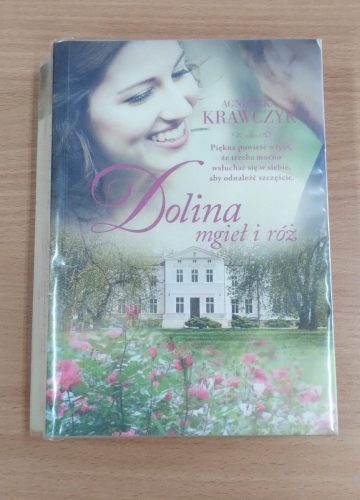 KRAWCZYK
Piękna powieść o tym,
że trzeba mocno
wsłuchać się w siebie,
aby odnaleźć szczęście.
Dolina
mgieł i róż